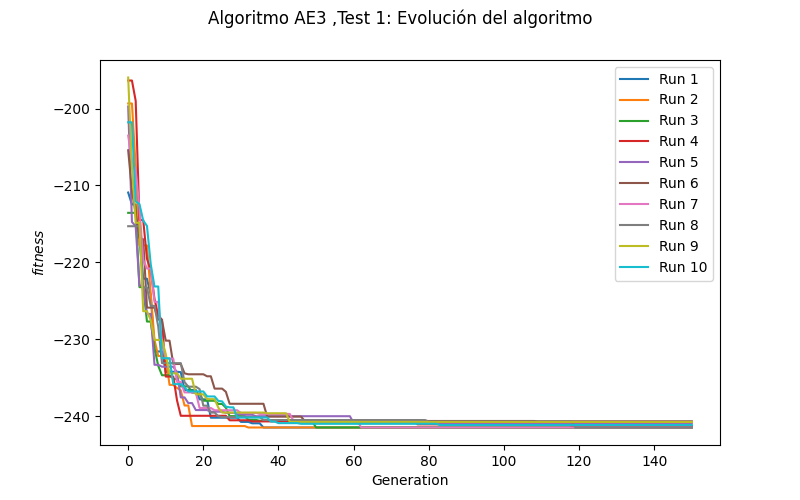 Algoritmo AE3 ,Test 1: Evolución del algoritmo
fitness
−200
−210
−220
−230
−240
0 20 40 60 80 100 120 140
Generation
Run 1
Run 2
Run 3
Run 4
Run 5
Run 6
Run 7
Run 8
Run 9
Run 10